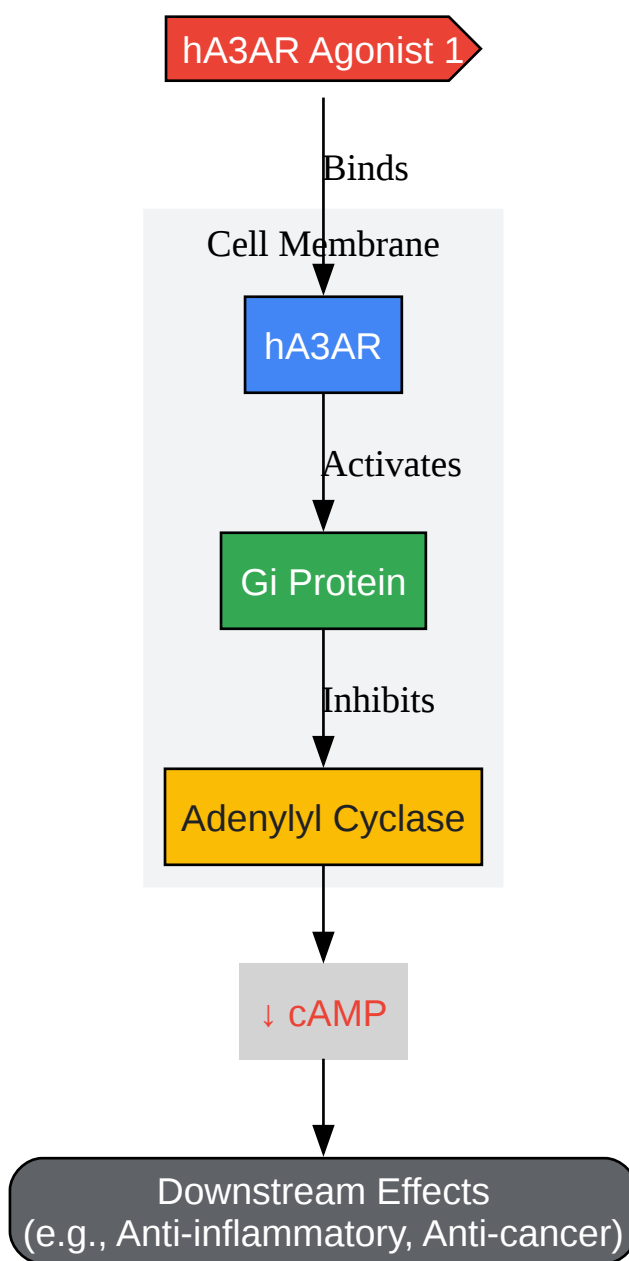 hA3AR Agonist 1
Binds
Cell Membrane
hA3AR
Activates
Gi Protein
Inhibits
Adenylyl Cyclase
↓ cAMP
Downstream Effects
(e.g., Anti-inflammatory, Anti-cancer)